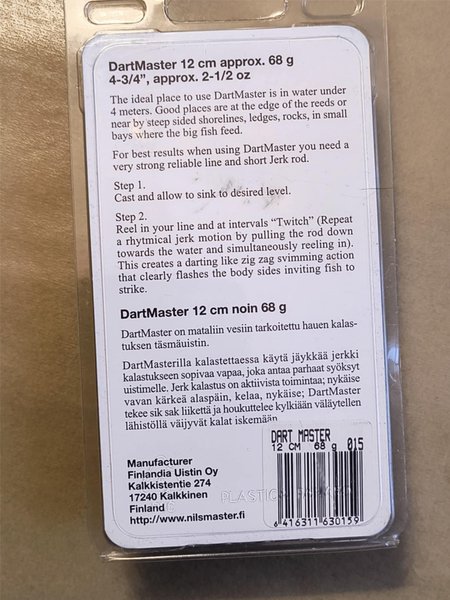 DartMaster 12 cm approx. 68 g
4-3/4”, approx. 2-1/2 oz
The ideal place to use DartMaster is in water under
4 meters. Good places are at the edge of the reeds or
near by steep sided shorelines, ledges, rocks, in small
bays where the big fish feed.
For best results when using DartMaster you need a
very strong reliable line and short Jerk rod.
Step 1.
Cast and allow to sink to desired level.
Step 2.
Reel in your line and at intervals “Twitch” (Repeat
a rhytmical jerk motion by pulling the rod down
towards the water and simultaneously reeling in).
This creates a darting like zig zag svimming action
that clearly flashes the body sides inviting fish to
strike.
DartMaster 12 cm noin 68 g
DartMaster on mataliin vesiin tarkoitettu hauen kalas-
tuksen täsmäuistin.
DartMasterilla kalastettaessa käytä jäykkää jerkki
kalastukseen sopivaa vapaa, joka antaa parhaat syöksyt
uistimelle. Jerk kalastus on aktiivista toimintaa; nykäise
vavan kärkeä alaspäin, kelaa, nykäise; DartMaster
tekee sik sak liikettä ja houkuttelee kylkiään väläytellen
lähistöllä väijyvät kalat iskemään.
DART MASTER
12 CM 68 g 015
Manufacturer
Finlandia Uistin Oy
Kalkkistentie 274
17240 Kalkkinen
Finland
http://www.nilsmaster.fi
PLASTIC
6 416311 630159